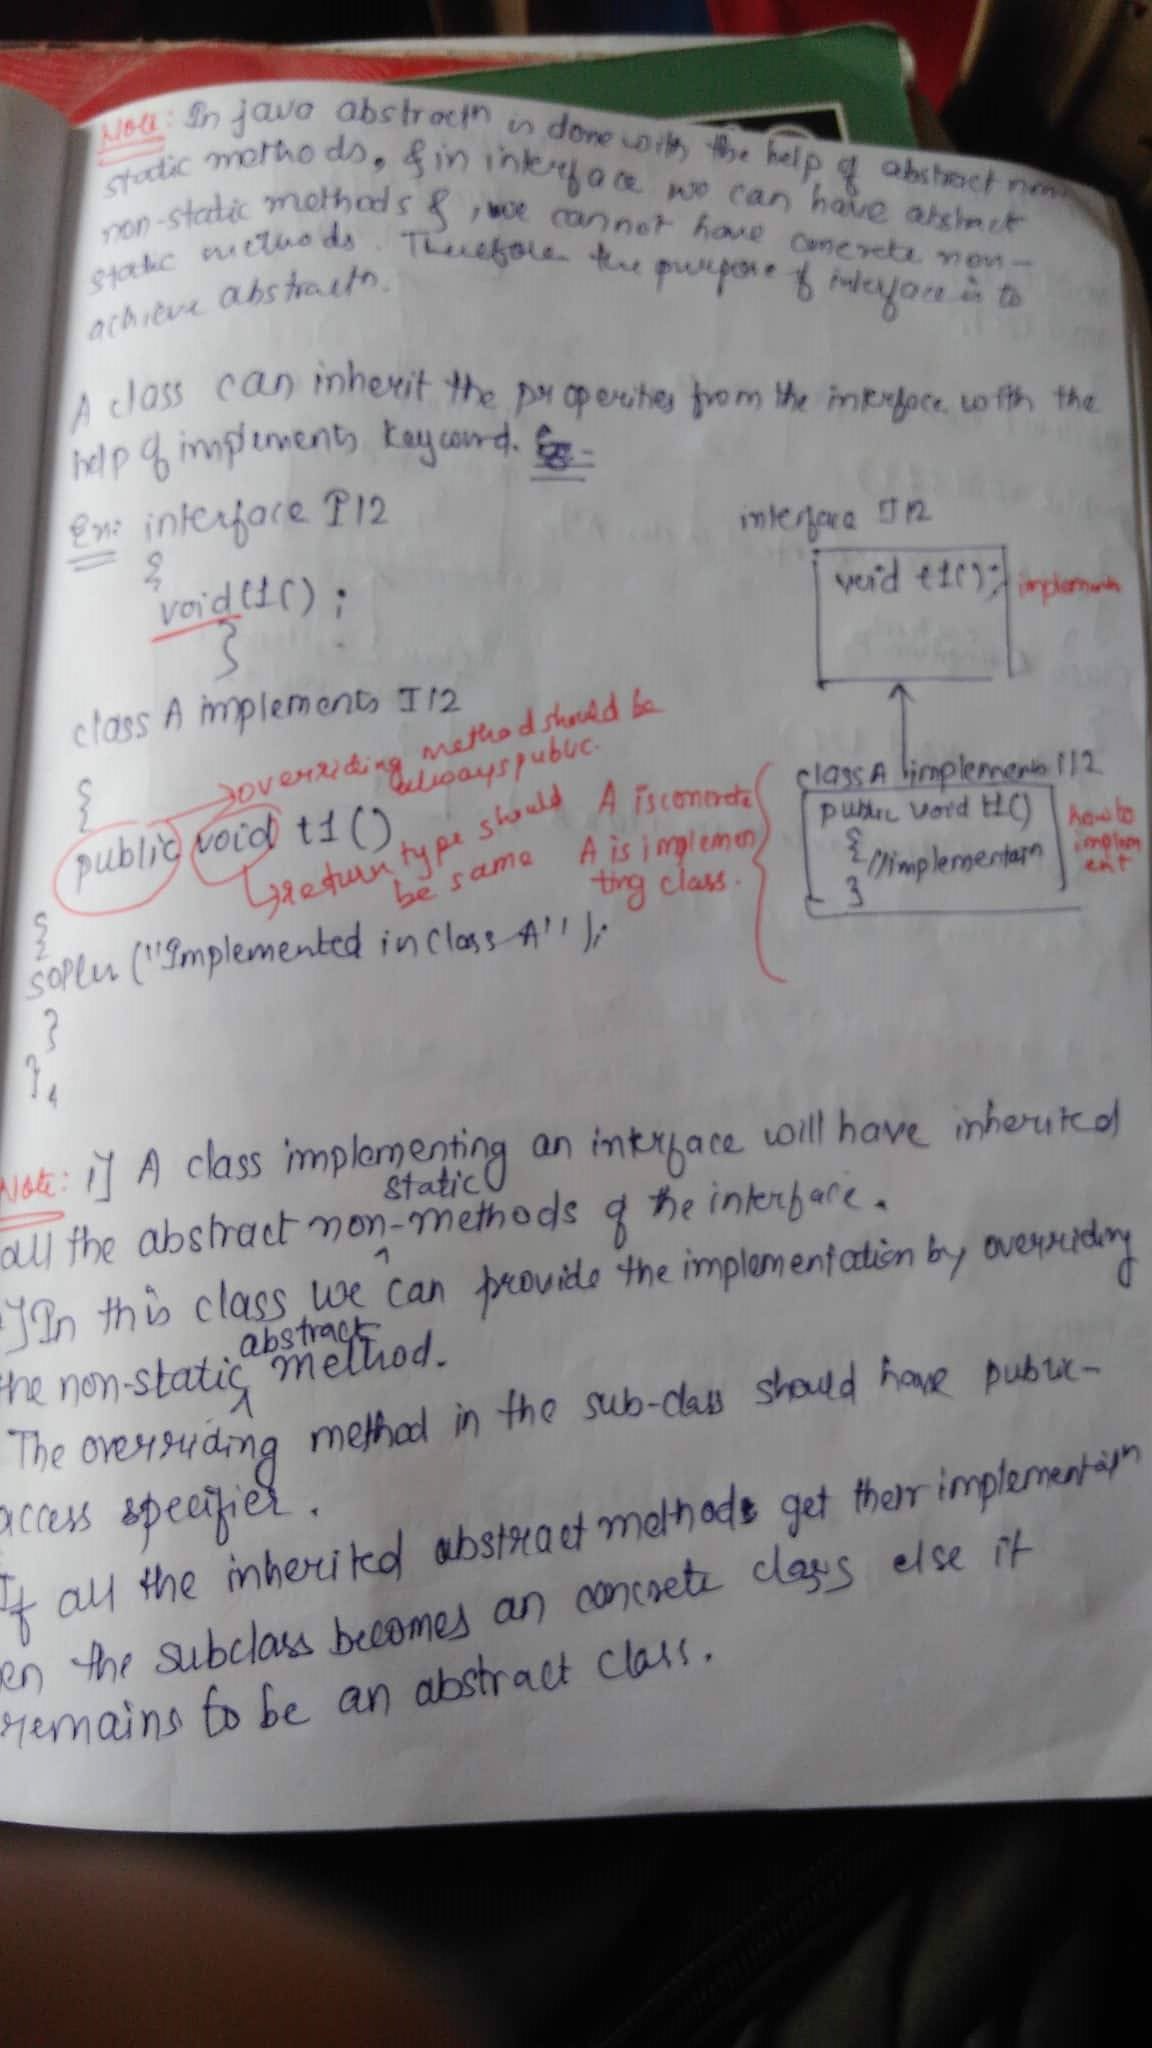 Note: In java abstractn is done with the help of abstract non
static methods, & in interface we can have abstract
non-static methods & , we cannot have concrete non-
static methods. Therefore the purpose of interface is to
achieve abstractn.
A class can inherit the properities from the interface with the
help of implements keyword.
Ex: interface I12
{
void t1() ;
}
class A implements I12
{
public void t1()
→ overriding method should be
always public.
↳ return type should
be same
{
sopln ("Implemented in class A");
}
}
interface I12
void t1();
implements
class A implements I12
public void t1()
{
//implementatn
}
how to
implem
ent
A is concrete
A is implemen
ting class.
Note: i] A class implementing an interface will have inherited
all the abstract non-static methods of the interface.
] In this class we can provide the implementation by overriding
the non-static abstract method.
The overriding method in the sub-class should have public-
access specifier.
If all the inherited abstract methods get their implementatn
en the subclass becomes an concrete class else it
remains to be an abstract class.